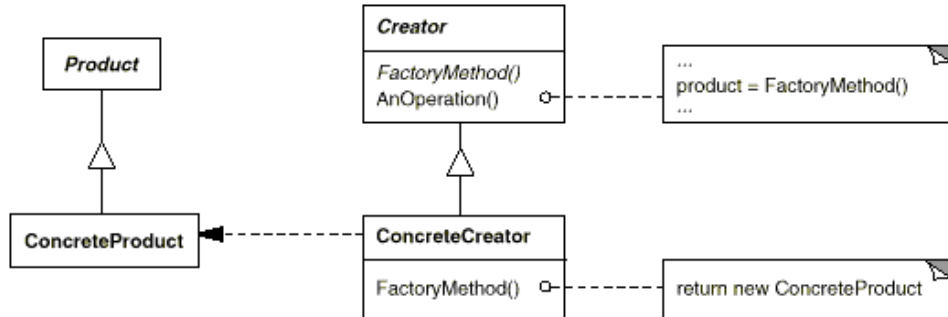 Product
ConcreteProduct
Creator
FactoryMethod()
AnOperation()
...
product = FactoryMethod()
...
ConcreteCreator
FactoryMethod()
return new ConcreteProduct